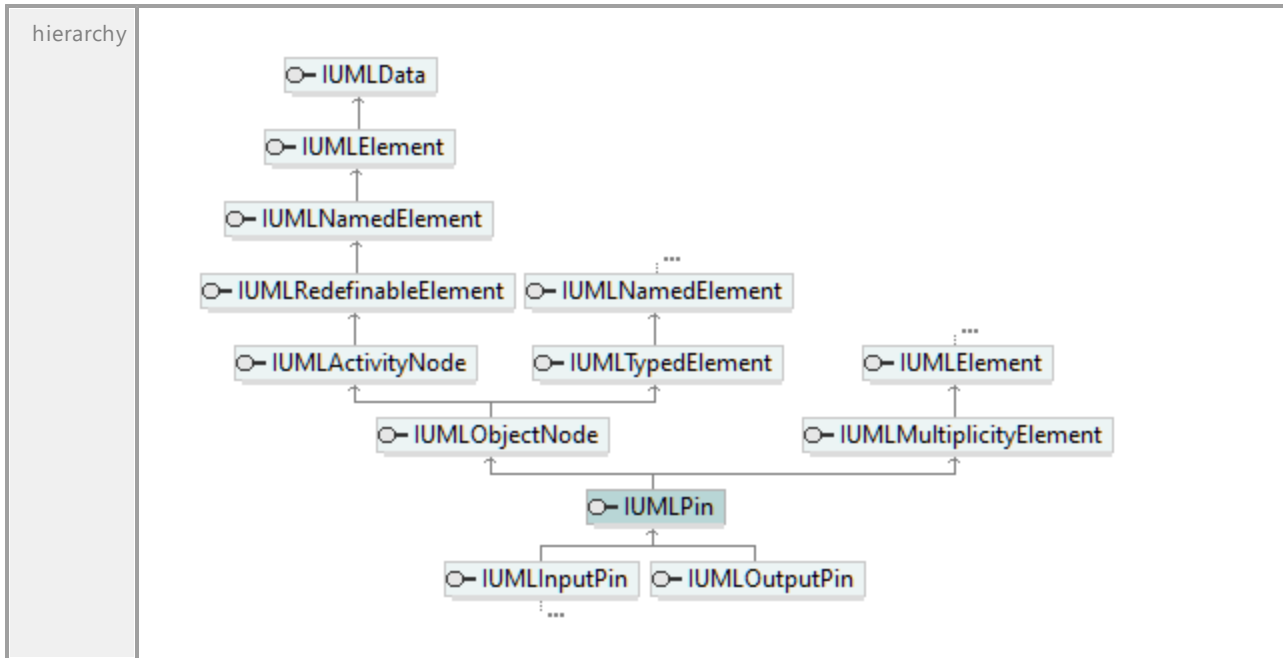 hierarchy
IUMLData
IUMLElement
IUMLNamedElement
...
IUMLRedefinableElement IUMLNamedElement
...
IUMLActivityNode IUMLTypedElement IUMLElement
IUMLObjectNode IUMLMultiplicityElement
IUMLPin
IUMLInputPin IUMLOutputPin
...